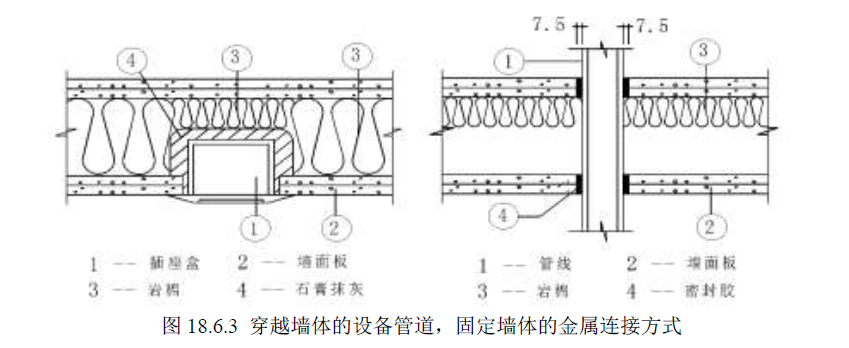 7.5 7.5
4 3 3 1 3
1 2 4 2
1 —— 插座盒 2 —— 墙面板
3 —— 岩棉 4 —— 石膏抹灰
1 —— 管线 2 —— 墙面板
3 —— 岩棉 4 —— 密封胶
图 18.6.3 穿越墙体的设备管道，固定墙体的金属连接方式